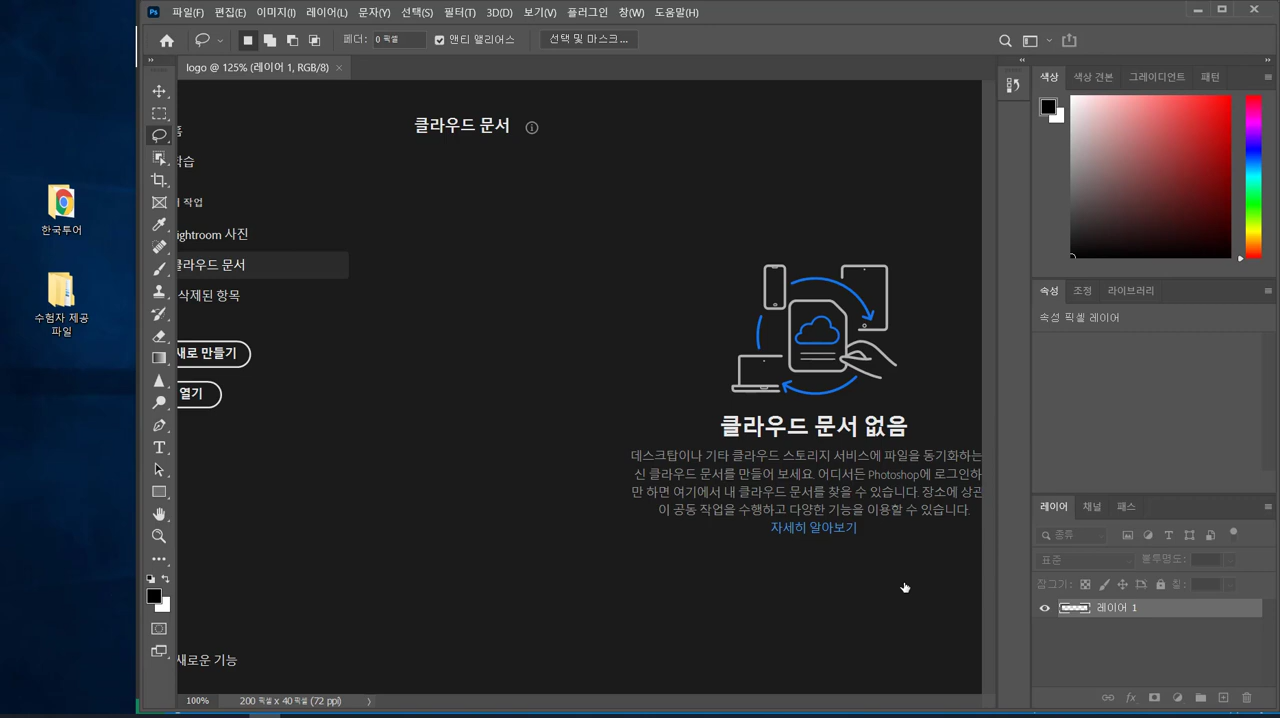 파일(F) 편집(E) 이미지(I) 레이어(L) 문자(Y) 선택(S) 필터(T) 3D(D) 보기(V) 플러그인 창(W) 도움말(H)
페더: 0 픽셀 앤티 앨리어스 선택 및 마스크...
logo @ 125% (레이어 1, RGB/8)
클라우드 문서
학습
작업
ightroom 사진
클라우드 문서
삭제된 항목
새로 만들기
열기
새로운 기능
클라우드 문서 없음
데스크탑이나 기타 클라우드 스토리지 서비스에 파일을 동기화하는
신 클라우드 문서를 만들어 보세요. 어디서든 Photoshop에 로그인하
만 하면 여기에서 내 클라우드 문서를 찾을 수 있습니다. 장소에 상관
이 공동 작업을 수행하고 다양한 기능을 이용할 수 있습니다.
자세히 알아보기
100% 200 픽셀 x 40 픽셀 (72 ppi)
색상 색상 견본 그레이디언트 패턴
속성 조정 라이브러리
속성 픽셀 레이어
레이어 채널 패스
종류
표준 불투명도:
잠그기: 칠:
레이어 1
한국투어
수험자 제공
파일
Ps